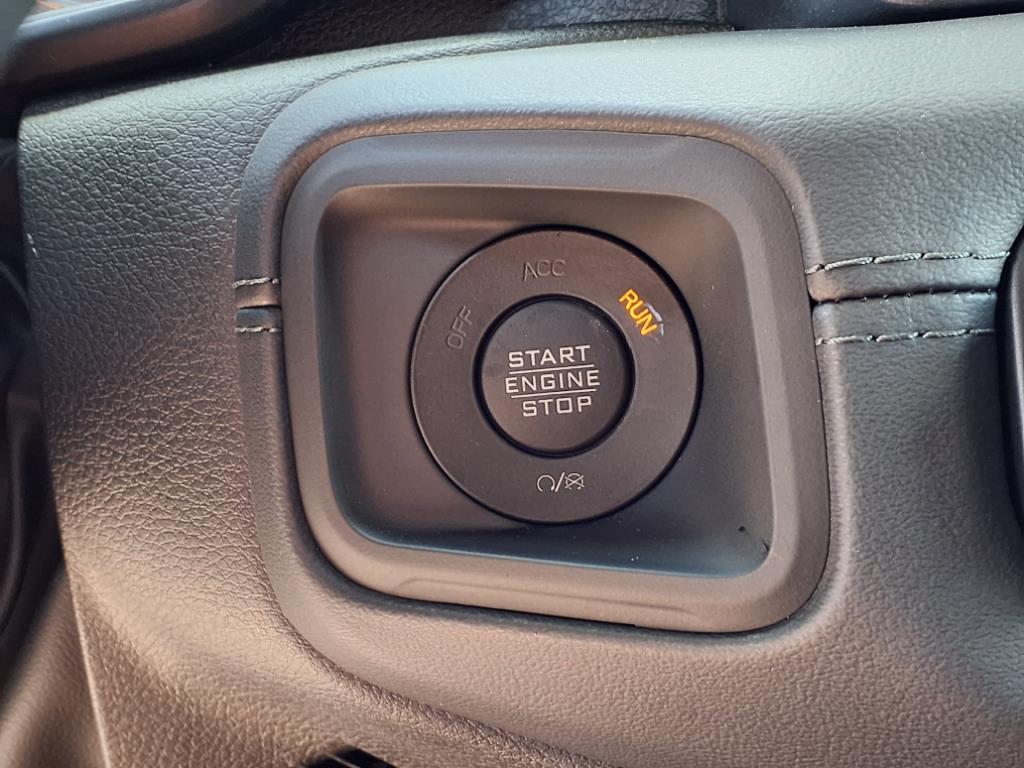 ACC
OFF
RUN
START
ENGINE
STOP